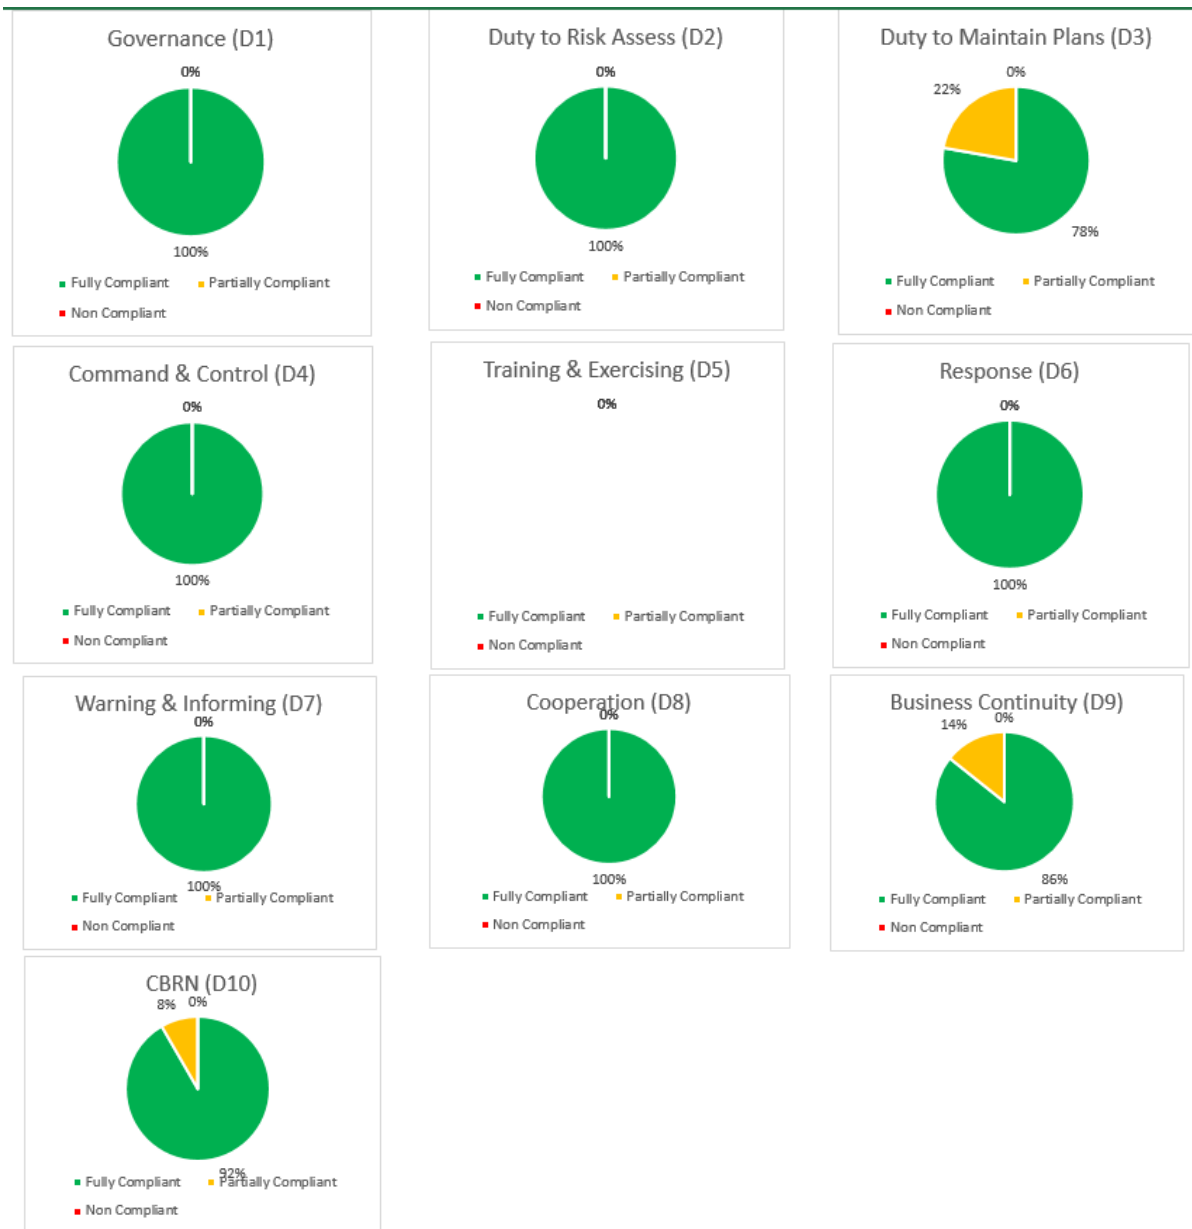 Governance (D1)
0%
100%
Fully Compliant Partially Compliant
Non Compliant
Duty to Risk Assess (D2)
0%
100%
Fully Compliant Partially Compliant
Non Compliant
Duty to Maintain Plans (D3)
0%
22%
78%
Fully Compliant Partially Compliant
Non Compliant
Command & Control (D4)
0%
100%
Fully Compliant Partially Compliant
Non Compliant
Training & Exercising (D5)
0%
Fully Compliant Partially Compliant
Non Compliant
Response (D6)
0%
100%
Fully Compliant Partially Compliant
Non Compliant
Warning & Informing (D7)
0%
100%
Fully Compliant Partially Compliant
Non Compliant
Cooperation (D8)
0%
100%
Fully Compliant Partially Compliant
Non Compliant
Business Continuity (D9)
14% 0%
86%
Fully Compliant Partially Compliant
Non Compliant
CBRN (D10)
8% 0%
92%
Fully Compliant Partially Compliant
Non Compliant